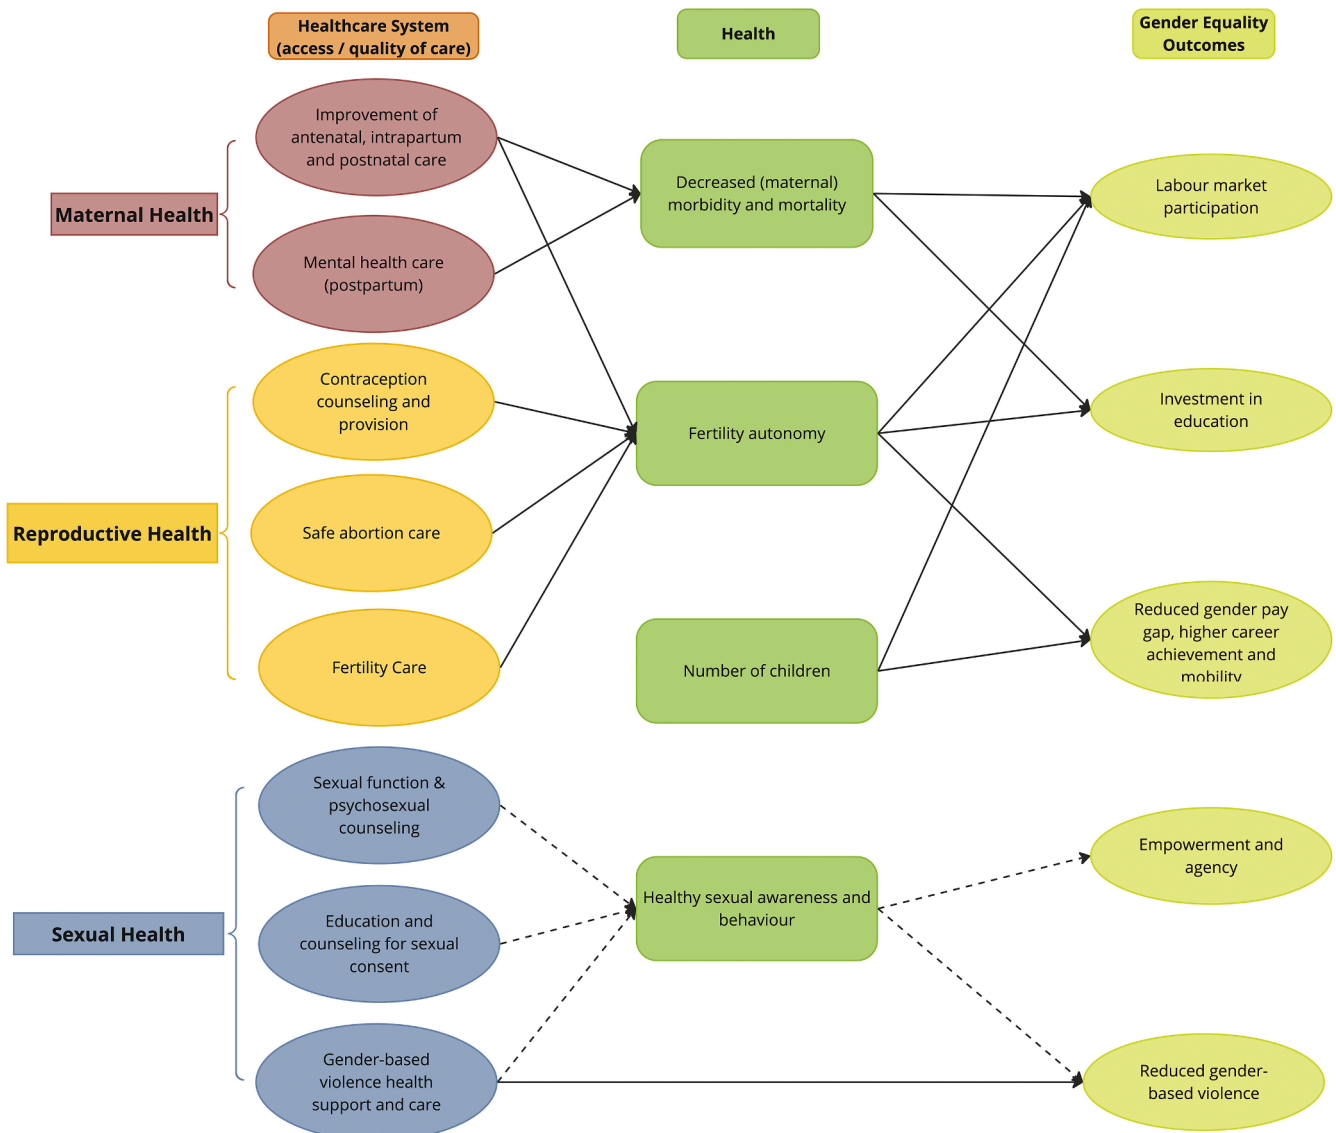 Healthcare System
(access / quality of care)
Health
Gender Equality
Outcomes
Maternal Health
Improvement of
antenatal, intrapartum
and postnatal care
Mental health care
(postpartum)
Decreased (maternal)
morbidity and mortality
Labour market
participation
Reproductive Health
Contraception
counseling and
provision
Safe abortion care
Fertility Care
Fertility autonomy
Number of children
Investment in
education
Reduced gender pay
gap, higher career
achievement and
mobility
Sexual Health
Sexual function &
psychosexual
counseling
Education and
counseling for sexual
consent
Gender-based
violence health
support and care
Healthy sexual awareness and
behaviour
Empowerment and
agency
Reduced gender-
based violence